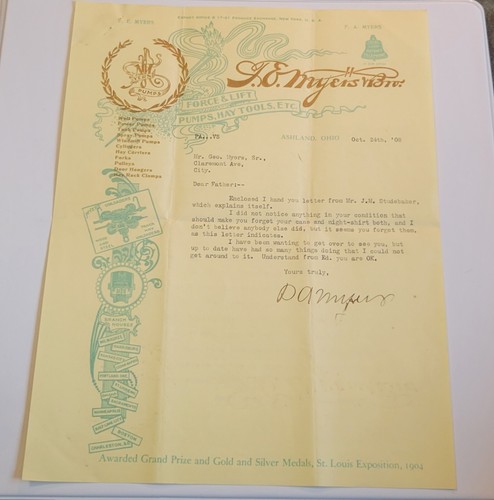 F. E. MYERS
P. A. MYERS
F.E. Myers & Bro.
FORCE & LIFT
PUMPS, HAY TOOLS, ETC.
PUMPS
Well Pumps
Power Pumps
Tank Pumps
Spray Pumps
Windmill Pumps
Cylinders
Hay Carriers
Forks
Pulleys
Door Hangers
Hay Rack Clamps
ASHLAND, OHIO
Oct. 24th, '06
Mr. Geo. Myers, Sr.,
Claremont Ave,
City.
Dear Father:--
Enclosed I hand you letter from Mr. J.M. Studebaker,
which explains itself.
I did not notice anything in your condition that
should make you forget your cane and night-shirt both, and I
don't believe anybody else did, but it seems you forgot them,
as this letter indicates.
I have been wanting to get over to see you, but
up to date have had so many things doing that I could not
get around to it. Understand from Ed. you are OK.
Yours truly,
P A Myers
BOSTON
CHARLESTON, S.C.
Awarded Grand Prize and Gold and Silver Medals, St. Louis Exposition, 1904